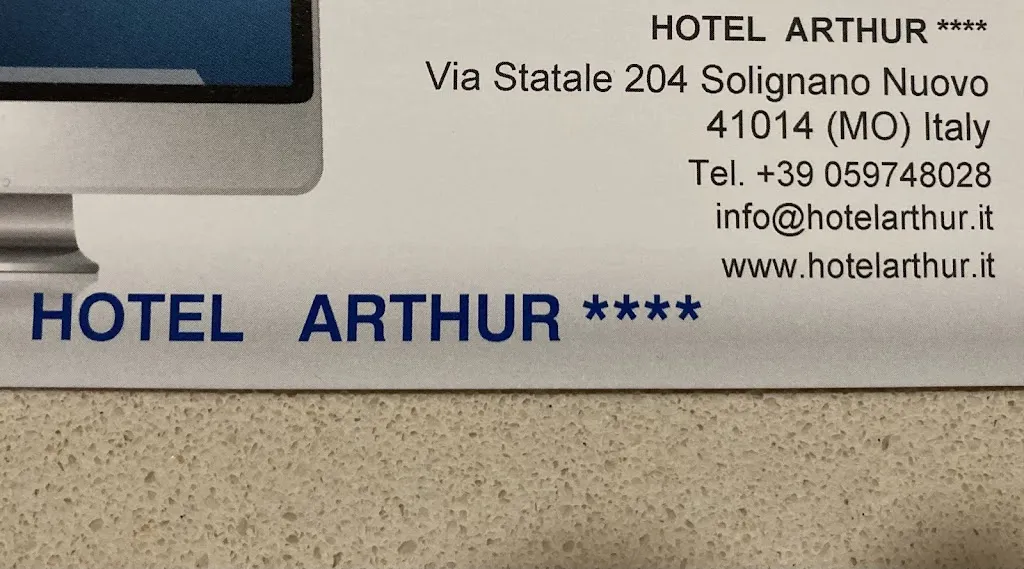 HOTEL ARTHUR ****
Via Statale 204 Solignano Nuovo
41014 (MO) Italy
Tel. +39 059748028
info@hotelarthur.it
www.hotelarthur.it
HOTEL ARTHUR ****